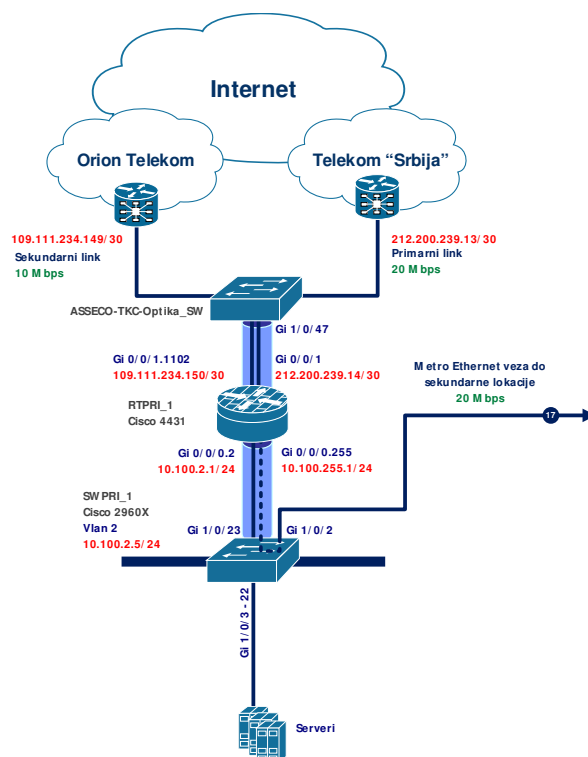 Internet
Orion Telekom
Telekom “Srbija”
109.111.234.149/30
Sekundarni link
10 Mbps
212.200.239.13/30
Primarni link
20 Mbps
ASSECO-TKC-Optika_SW
Gi 1/0/47
Gi 0/0/1.1102
109.111.234.150/30
Gi 0/0/1
212.200.239.14/30
Metro Ethernet veza do
sekundarne lokacije
20 Mbps
17
RTPRI_1
Cisco 4431
Gi 0/0/0.2
10.100.2.1/24
Gi 0/0/0.255
10.100.255.1/24
SWPRI_1
Cisco 2960X
Vlan 2
10.100.2.5/24
Gi 1/0/23
Gi 1/0/2
Gi 1/0/3 - 22
Serveri